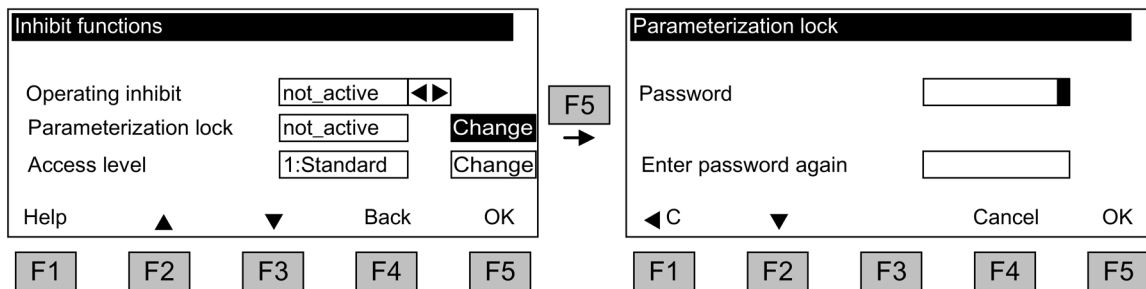 Inhibit functions
Operating inhibit not_active ◀▶
Parameterization lock not_active Change
Access level 1:Standard Change
Help ▲ ▼ Back OK
F1 F2 F3 F4 F5
F5
→
Parameterization lock
Password
Enter password again
◀C ▼ Cancel OK
F1 F2 F3 F4 F5